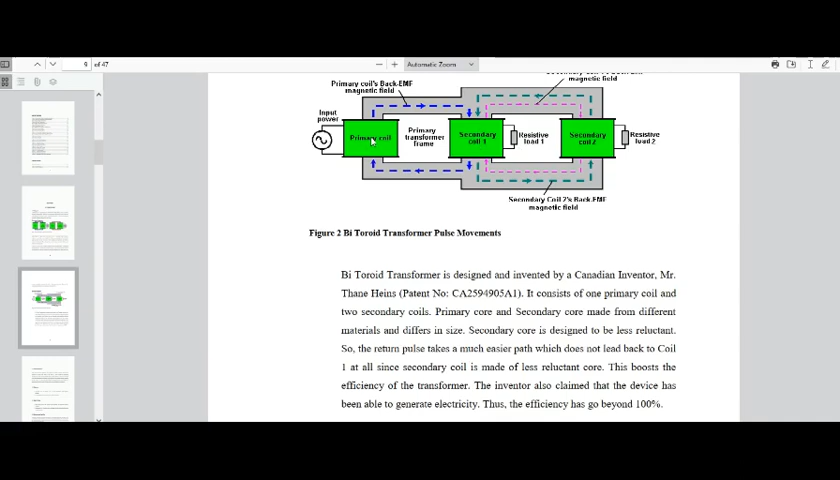 9 of 47
Automatic Zoom
Primary coil's Back-EMF
magnetic field
magnetic field
Input
power
Primary coil
Primary
transformer
frame
Secondary
coil 1
Resistive
load 1
Secondary
coil 2
Resistive
load 2
Secondary Coil 2's Back-EMF
magnetic field
Figure 2 Bi Toroid Transformer Pulse Movements
Bi Toroid Transformer is designed and invented by a Canadian Inventor, Mr.
Thane Heins (Patent No: CA2594905A1). It consists of one primary coil and
two secondary coils. Primary core and Secondary core made from different
materials and differs in size. Secondary core is designed to be less reluctant.
So, the return pulse takes a much easier path which does not lead back to Coil
1 at all since secondary coil is made of less reluctant core. This boosts the
efficiency of the transformer. The inventor also claimed that the device has
been able to generate electricity. Thus, the efficiency has go beyond 100%.